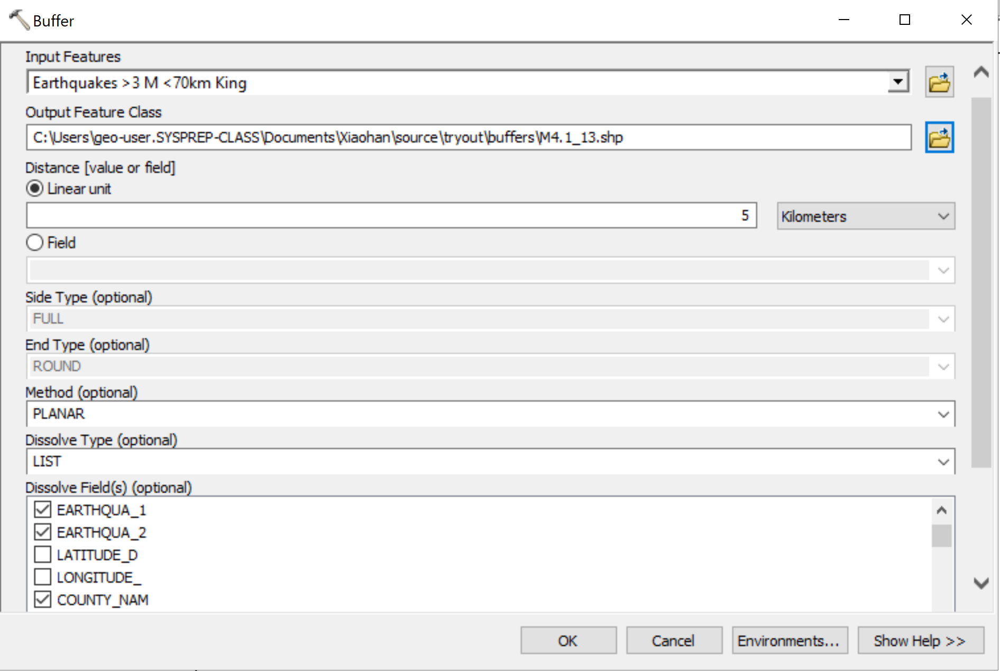 Buffer
Input Features
Earthquakes >3 M <70km King
Output Feature Class
C:\Users\geo-user.SYSPREP-CLASS\Documents\Xiaohan\source\tryout\buffers\M4.1_13.shp
Distance [value or field]
Linear unit
5 Kilometers
Field
Side Type (optional)
FULL
End Type (optional)
ROUND
Method (optional)
PLANAR
Dissolve Type (optional)
LIST
Dissolve Field(s) (optional)
EARTHQUA_1
EARTHQUA_2
LATITUDE_D
LONGITUDE_
COUNTY_NAM
OK Cancel Environments... Show Help >>